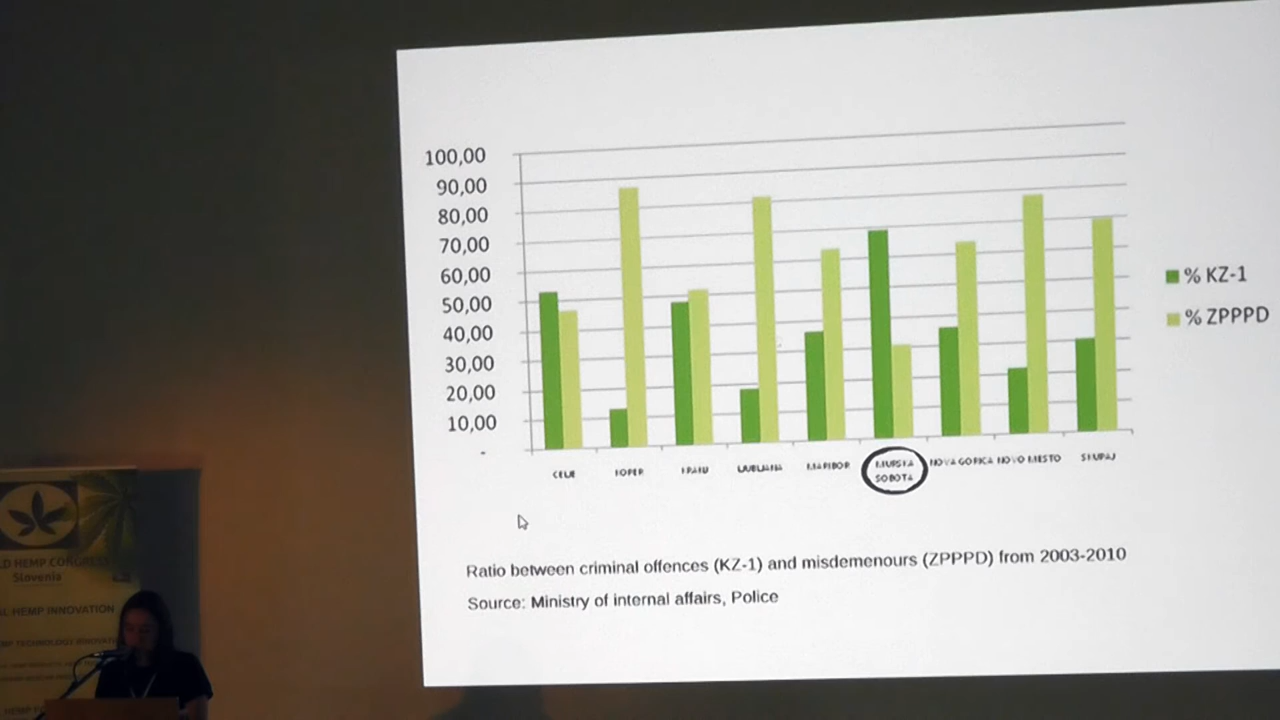 100,00
90,00
80,00
70,00
60,00
50,00
40,00
30,00
20,00
10,00
-
CELJE
KOPER
KRANJ
LJUBLJANA
MARIBOR
MURSKA
SOBOTA
NOVA GORICA
NOVO MESTO
SKUPAJ
% KZ-1
% ZPPPD
Ratio between criminal offences (KZ-1) and misdemenours (ZPPPD) from 2003-2010
Source: Ministry of internal affairs, Police
LD HEMP CONGRESS
Slovenia
HEMP INNOVATION
TECHNOLOGY
HEMP